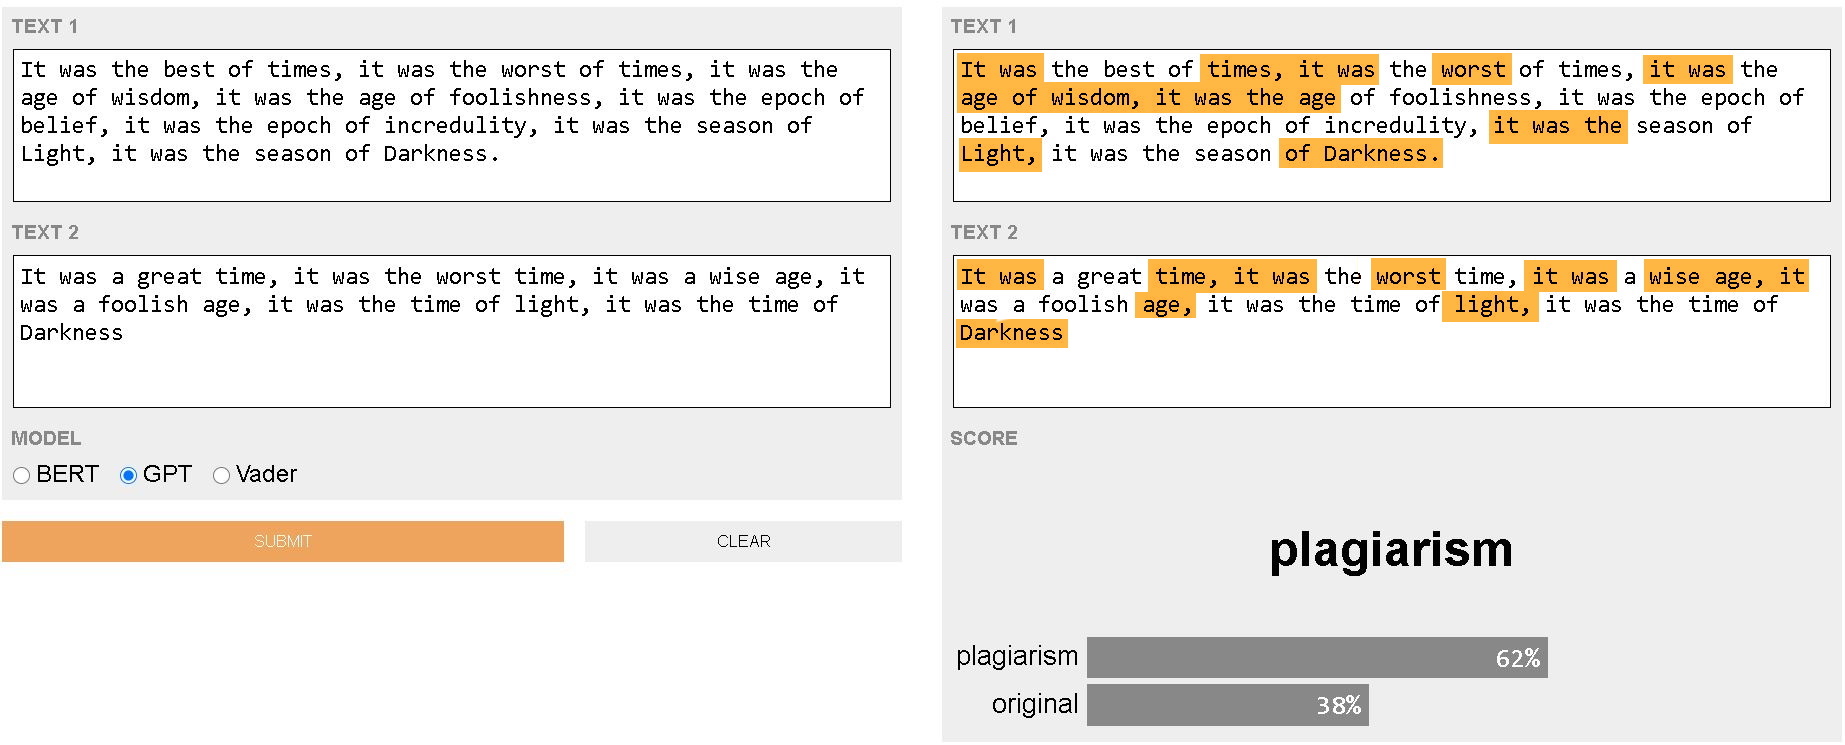 TEXT 1
It was the best of times, it was the worst of times, it was the
age of wisdom, it was the age of foolishness, it was the epoch of
belief, it was the epoch of incredulity, it was the season of
Light, it was the season of Darkness.
TEXT 2
It was a great time, it was the worst time, it was a wise age, it
was a foolish age, it was the time of light, it was the time of
Darkness
MODEL
BERT GPT Vader
SUBMIT CLEAR
TEXT 1
It was the best of times, it was the worst of times, it was the
age of wisdom, it was the age of foolishness, it was the epoch of
belief, it was the epoch of incredulity, it was the season of
Light, it was the season of Darkness.
TEXT 2
It was a great time, it was the worst time, it was a wise age, it
was a foolish age, it was the time of light, it was the time of
Darkness
SCORE
plagiarism
plagiarism 62%
original 38%